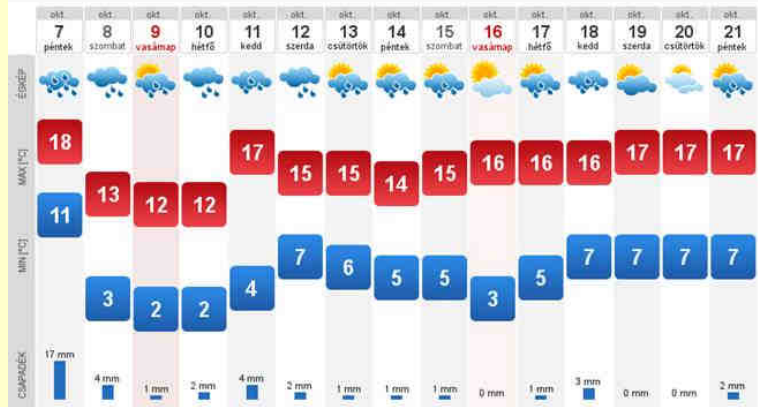 okt. okt. okt. okt. okt. okt. okt. okt. okt. okt. okt. okt. okt. okt. okt.
7 8 9 10 11 12 13 14 15 16 17 18 19 20 21
péntek szombat vasárnap hétfő kedd szerda csütörtök péntek szombat vasárnap hétfő kedd szerda csütörtök péntek
ÉGKÉP
MAX [°C]
18 13 12 12 17 15 15 14 15 16 16 16 17 17 17
MIN [°C]
11 3 2 2 4 7 6 5 5 3 5 7 7 7 7
CSAPADÉK
17 mm 4 mm 1 mm 2 mm 4 mm 2 mm 1 mm 1 mm 1 mm 0 mm 1 mm 3 mm 0 mm 0 mm 2 mm